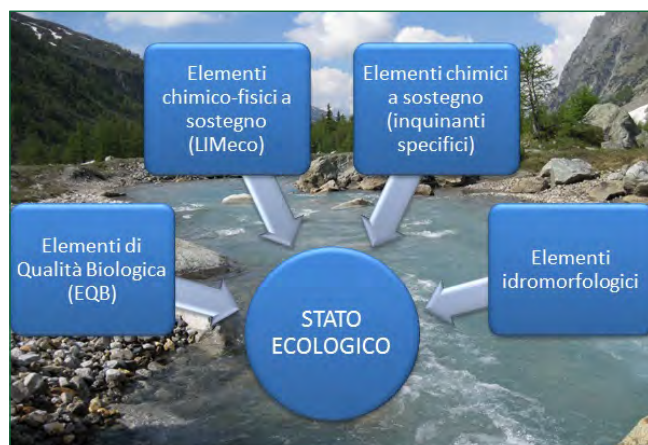 Elementi
chimico-fisici a
sostegno
(LIMeco)
Elementi chimici
a sostegno
(inquinanti
specifici)
Elementi di
Qualità Biologica
(EQB)
Elementi
idromorfologici
STATO
ECOLOGICO